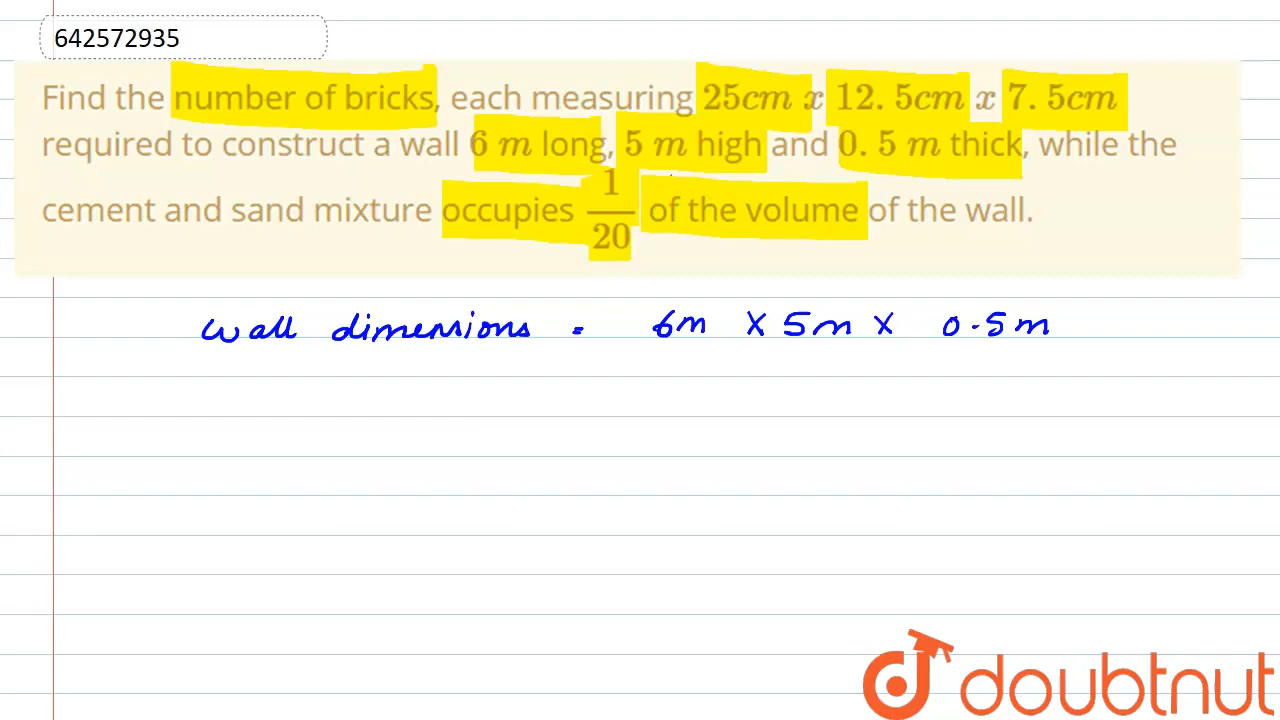 642572935
Find the number of bricks, each measuring 25cm x 12. 5cm x 7. 5cm
required to construct a wall 6 m long, 5 m high and 0. 5 m thick, while the
cement and sand mixture occupies 1/20 of the volume of the wall.
wall dimensions = 6m x 5m x 0.5m
doubtnut